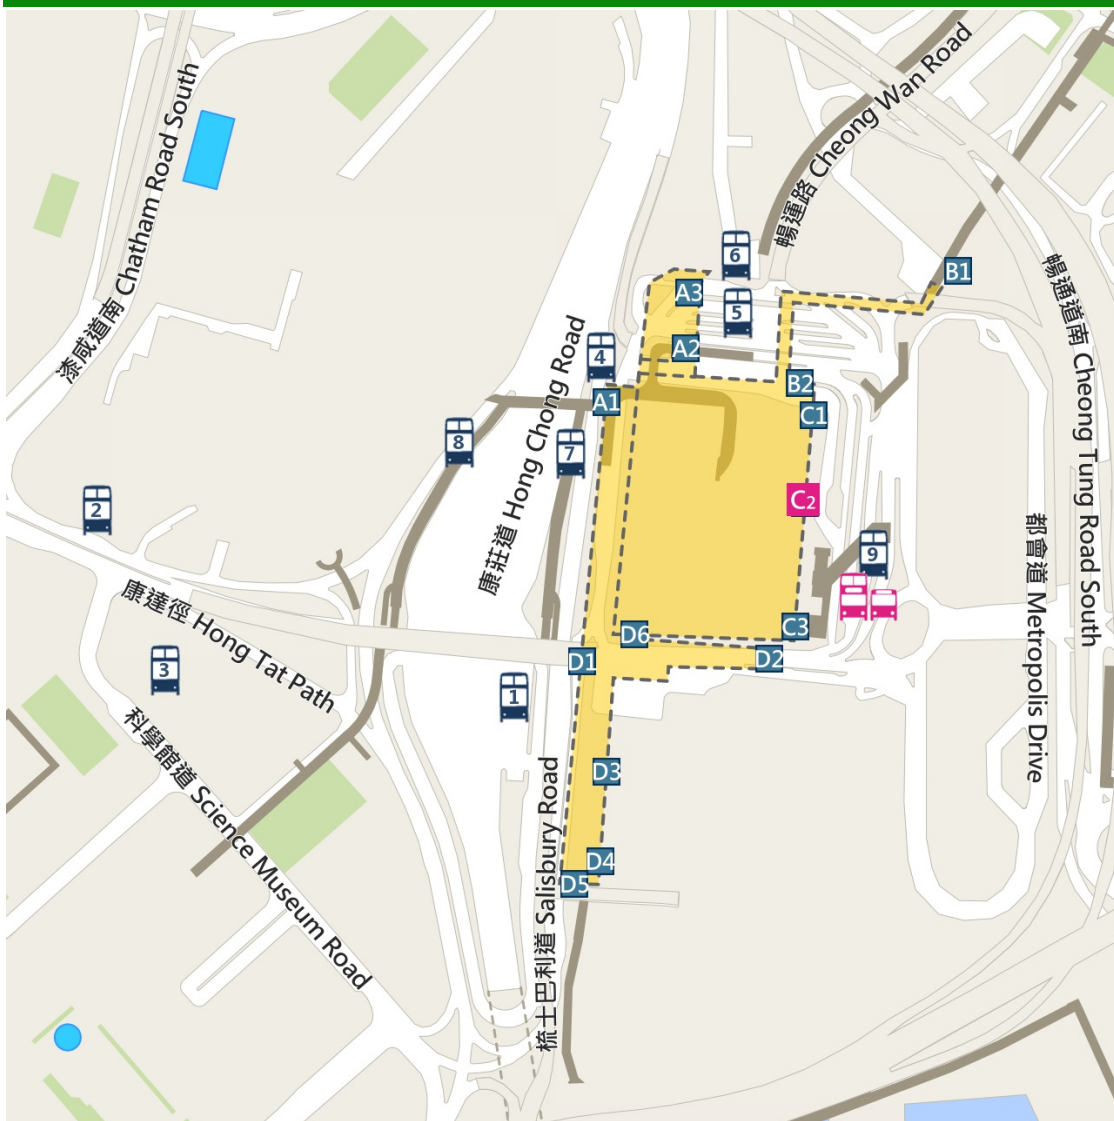 暢運路 Cheong Wan Road
漆咸道南 Chatham Road South
6
B1
A3
5
暢通道南 Cheong Tung Road South
4
A2
B2
A1
C1
康莊道 Hong Chong Road
8
7
C2
2
都會道 Metropolis Drive
9
康達徑 Hong Tat Path
D6
C3
D1
D2
3
1
科學館道 Science Museum Road
D3
梳士巴利道 Salisbury Road
D4
D5